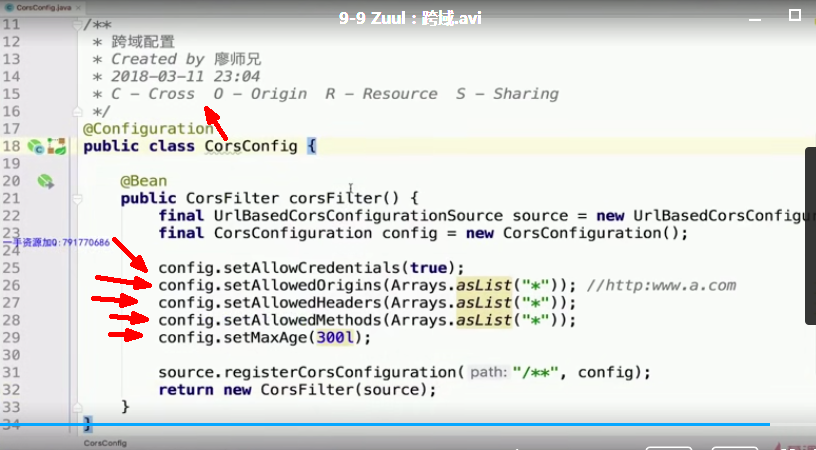 CorsConfig.java
9-9 Zuul：跨域.avi
11 /**
12 * 跨域配置
13 * Created by 廖师兄
14 * 2018-03-11 23:04
15 * C - Cross  O - Origin  R - Resource  S - Sharing
16 */
17 @Configuration
18 public class CorsConfig {
19
20 @Bean
21 public CorsFilter corsFilter() {
22 final UrlBasedCorsConfigurationSource source = new UrlBasedCorsConfigu
23 final CorsConfiguration config = new CorsConfiguration();
一手资源加Q:791770686
24
25 config.setAllowCredentials(true);
26 config.setAllowedOrigins(Arrays.asList("*")); //http:www.a.com
27 config.setAllowedHeaders(Arrays.asList("*"));
28 config.setAllowedMethods(Arrays.asList("*"));
29 config.setMaxAge(300l);
30
31 source.registerCorsConfiguration( path: "/**", config);
32 return new CorsFilter(source);
33 }
34 }
CorsConfig